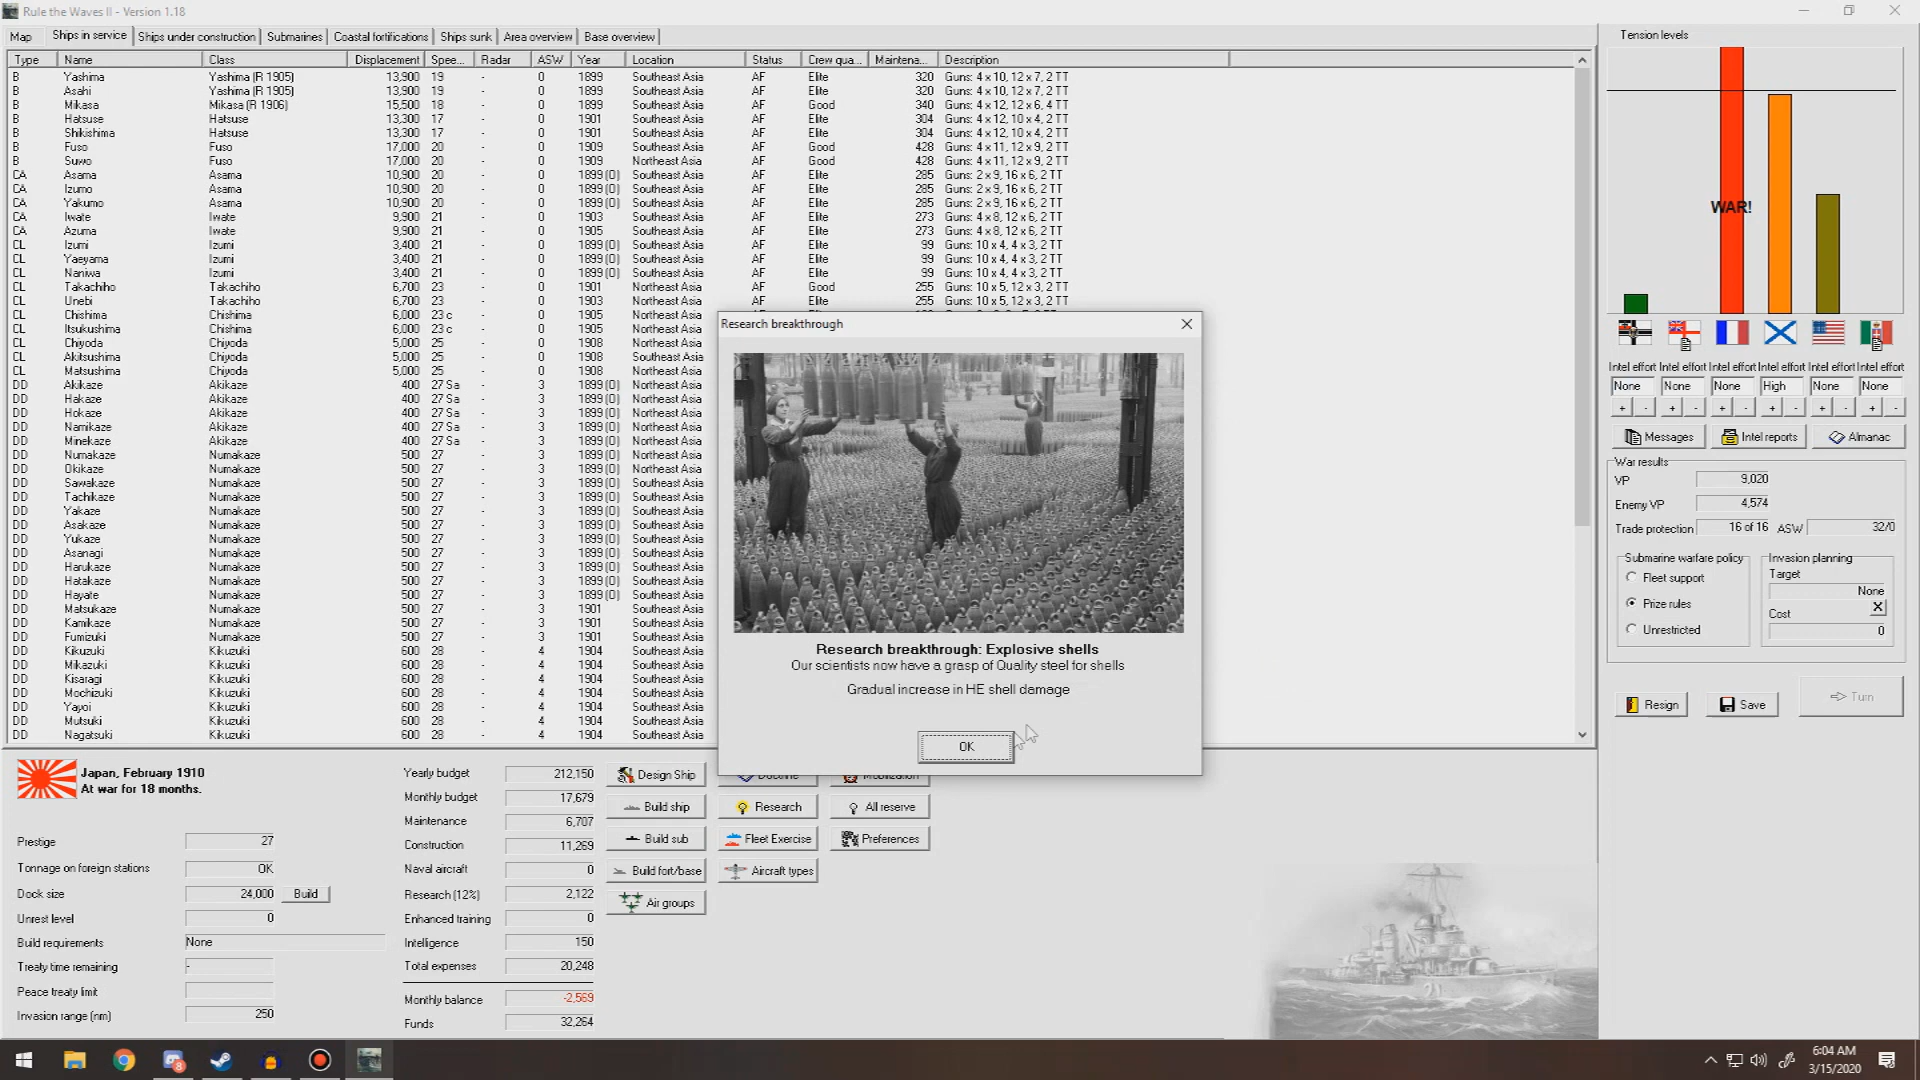 Rule the Waves II - Version 1.18
Map Ships in service Ships under construction Submarines Coastal fortifications Ships sunk Area overview Base overview
Type Name Class Displacement Spee... Radar ASW Year Location Status Crew qua... Maintena... Description
B Yashima Yashima (R 1905) 13,900 19 - 0 1899 Southeast Asia AF Elite 320 Guns: 4 x 10, 12 x 7, 2 TT
B Asahi Yashima (R 1905) 13,900 19 - 0 1899 Southeast Asia AF Elite 320 Guns: 4 x 10, 12 x 7, 2 TT
B Mikasa Mikasa (R 1906) 15,500 18 - 0 1899 Southeast Asia AF Good 340 Guns: 4 x 12, 12 x 6, 4 TT
B Hatsuse Hatsuse 13,300 17 - 0 1901 Southeast Asia AF Elite 304 Guns: 4 x 12, 10 x 4, 2 TT
B Shikishima Hatsuse 13,300 17 - 0 1901 Southeast Asia AF Elite 304 Guns: 4 x 12, 10 x 4, 2 TT
B Fuso Fuso 17,000 20 - 0 1909 Southeast Asia AF Good 428 Guns: 4 x 11, 12 x 9, 2 TT
B Suwo Fuso 17,000 20 - 0 1909 Northeast Asia AF Good 428 Guns: 4 x 11, 12 x 9, 2 TT
CA Asama Asama 10,900 20 - 0 1899 (O) Southeast Asia AF Elite 285 Guns: 2 x 9, 16 x 6, 2 TT
CA Izumo Asama 10,900 20 - 0 1899 (O) Southeast Asia AF Elite 285 Guns: 2 x 9, 16 x 6, 2 TT
CA Yakumo Asama 10,900 20 - 0 1899 (O) Southeast Asia AF Elite 285 Guns: 2 x 9, 16 x 6, 2 TT
CA Iwate Iwate 9,900 21 - 0 1903 Southeast Asia AF Elite 273 Guns: 4 x 8, 12 x 6, 2 TT
CA Azuma Iwate 9,900 21 - 0 1905 Southeast Asia AF Elite 273 Guns: 4 x 8, 12 x 6, 2 TT
CL Izumi Izumi 3,400 21 - 0 1899 (O) Southeast Asia AF Elite 99 Guns: 10 x 4, 4 x 3, 2 TT
CL Yaeyama Izumi 3,400 21 - 0 1899 (O) Southeast Asia AF Elite 99 Guns: 10 x 4, 4 x 3, 2 TT
CL Naniwa Izumi 3,400 21 - 0 1899 (O) Southeast Asia AF Elite 99 Guns: 10 x 4, 4 x 3, 2 TT
CL Takachiho Takachiho 6,700 23 - 0 1901 Northeast Asia AF Good 255 Guns: 10 x 5, 12 x 3, 2 TT
CL Unebi Takachiho 6,700 23 - 0 1903 Northeast Asia AF Elite 255 Guns: 10 x 5, 12 x 3, 2 TT
CL Chishima Chishima 6,000 23 c - 0 1905 Northeast Asia
CL Itsukushima Chishima 6,000 23 c - 0 1905 Northeast Asia
CL Chiyoda Chiyoda 5,000 25 - 0 1908 Northeast Asia
CL Akitsushima Chiyoda 5,000 25 - 0 1908 Northeast Asia
CL Matsushima Chiyoda 5,000 25 - 0 1908 Northeast Asia
DD Akikaze Akikaze 400 27 Sa - 3 1899 (O) Northeast Asia
DD Hakaze Akikaze 400 27 Sa - 3 1899 (O) Northeast Asia
DD Hokaze Akikaze 400 27 Sa - 3 1899 (O) Northeast Asia
DD Namikaze Akikaze 400 27 Sa - 3 1899 (O) Northeast Asia
DD Minekaze Akikaze 400 27 Sa - 3 1899 (O) Northeast Asia
DD Numakaze Numakaze 500 27 - 3 1899 (O) Northeast Asia
DD Okikaze Numakaze 500 27 - 3 1899 (O) Northeast Asia
DD Sawakaze Numakaze 500 27 - 3 1899 (O) Southeast Asia
DD Tachikaze Numakaze 500 27 - 3 1899 (O) Southeast Asia
DD Yakaze Numakaze 500 27 - 3 1899 (O) Southeast Asia
DD Asakaze Numakaze 500 27 - 3 1899 (O) Southeast Asia
DD Yukaze Numakaze 500 27 - 3 1899 (O) Southeast Asia
DD Asanagi Numakaze 500 27 - 3 1899 (O) Southeast Asia
DD Harukaze Numakaze 500 27 - 3 1899 (O) Southeast Asia
DD Hatakaze Numakaze 500 27 - 3 1899 (O) Southeast Asia
DD Hayate Numakaze 500 27 - 3 1899 (O) Southeast Asia
DD Matsukaze Numakaze 500 27 - 3 1901 Southeast Asia
DD Kamikaze Numakaze 500 27 - 3 1901 Southeast Asia
DD Fumizuki Numakaze 500 27 - 3 1901 Southeast Asia
DD Kikuzuki Kikuzuki 600 28 - 4 1904 Southeast Asia
DD Mikazuki Kikuzuki 600 28 - 4 1904 Southeast Asia
DD Kisaragi Kikuzuki 600 28 - 4 1904 Southeast Asia
DD Mochizuki Kikuzuki 600 28 - 4 1904 Southeast Asia
DD Yayoi Kikuzuki 600 28 - 4 1904 Southeast Asia
DD Mutsuki Kikuzuki 600 28 - 4 1904 Southeast Asia
DD Nagatsuki Kikuzuki 600 28 - 4 1904 Southeast Asia
Research breakthrough
Research breakthrough: Explosive shells
Our scientists now have a grasp of Quality steel for shells
Gradual increase in HE shell damage
OK
Tension levels
WAR!
Intel effort Intel effort Intel effort Intel effort Intel effort Intel effort
None None None High None None
+ - + - + - + - + - + -
Messages Intel reports Almanac
War results
VP 9,020
Enemy VP 4,574
Trade protection 16 of 16 ASW 32/0
Submarine warfare policy
Fleet support
Prize rules
Unrestricted
Invasion planning
Target
None
Cost X
0
Resign Save Turn
Japan, February 1910
At war for 18 months.
Prestige 27
Tonnage on foreign stations OK
Dock size 24,000 Build
Unrest level 0
Build requirements None
Treaty time remaining -
Peace treaty limit
Invasion range (nm) 250
Yearly budget 212,150
Monthly budget 17,679
Maintenance 6,707
Construction 11,269
Naval aircraft 0
Research (12%) 2,122
Enhanced training 0
Intelligence 150
Total expenses 20,248
Monthly balance -2,569
Funds 32,264
Design Ship Doctrine Mobilization
Build ship Research All reserve
Build sub Fleet Exercise Preferences
Build fort/base Aircraft types
Air groups
21
8
6:04 AM
3/15/2020